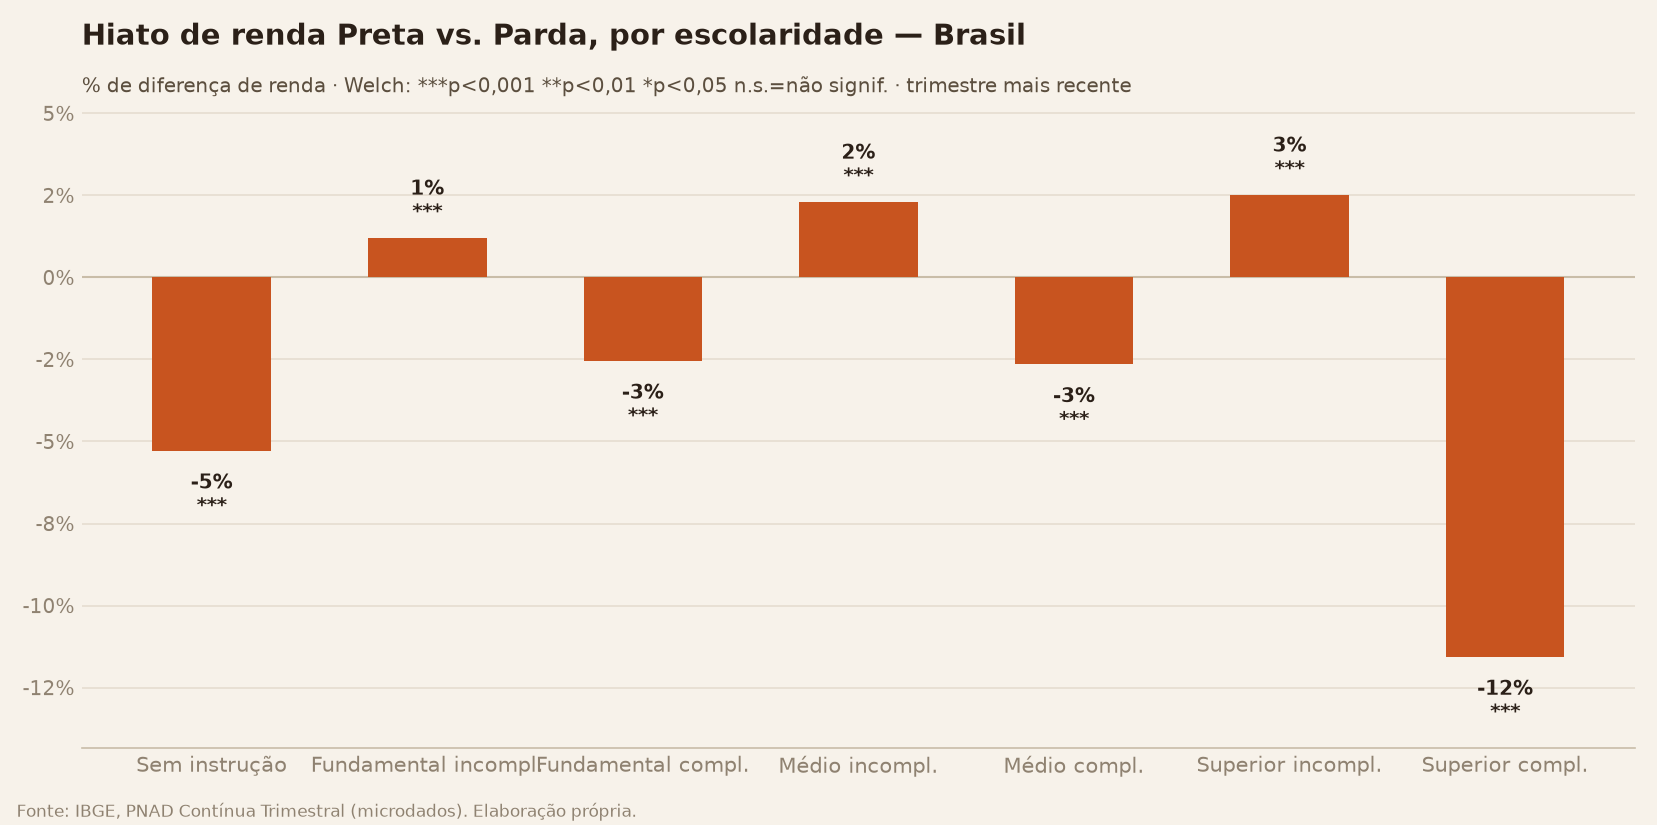 Hiato de renda Preta vs. Parda, por escolaridade — Brasil
% de diferença de renda · Welch: ***p<0,001 **p<0,01 *p<0,05 n.s.=não signif. · trimestre mais recente
5%
2%
0%
-2%
-5%
-8%
-10%
-12%
-5%
***
1%
***
-3%
***
2%
***
-3%
***
3%
***
-12%
***
Sem instrução
Fundamental incompl.
Fundamental compl.
Médio incompl.
Médio compl.
Superior incompl.
Superior compl.
Fonte: IBGE, PNAD Contínua Trimestral (microdados). Elaboração própria.